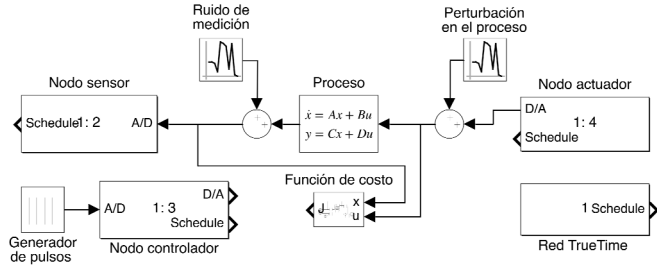 Ruido de
medición
Perturbación
en el proceso
Nodo sensor
Schedule 1: 2 A/D
Proceso
ẋ = Ax + Bu
y = Cx + Du
Nodo actuador
D/A
1: 4
Schedule
Generador
de pulsos
A/D 1: 3 D/A
Schedule
Nodo controlador
Función de costo
J
x
u
1 Schedule
Red TrueTime